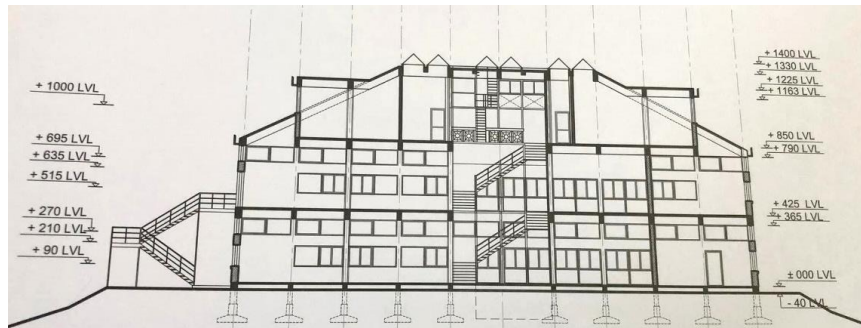 + 1000 LVL
+ 695 LVL
+ 635 LVL
+ 515 LVL
+ 270 LVL
+ 210 LVL
+ 90 LVL
+ 1400 LVL
+ 1330 LVL
+ 1225 LVL
+ 1163 LVL
+ 850 LVL
+ 790 LVL
+ 425 LVL
+ 365 LVL
± 000 LVL
- 40 LVL